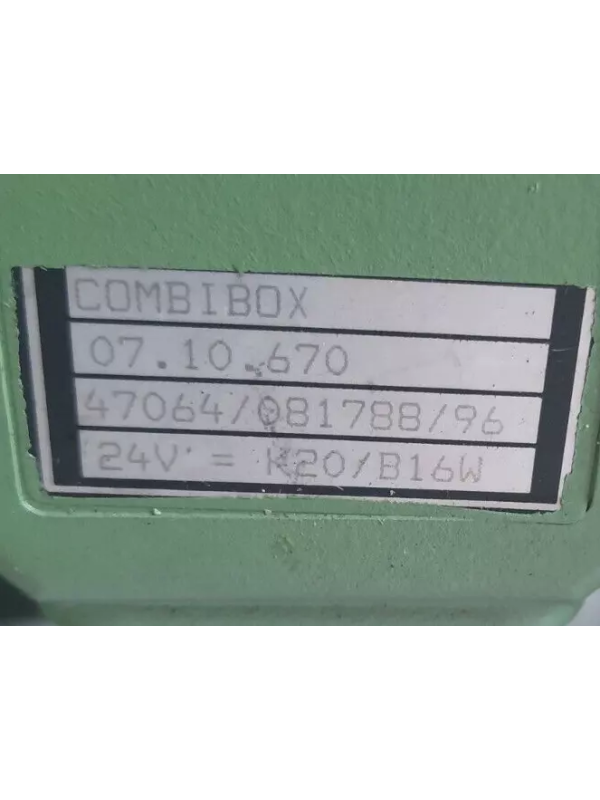 COMBIBOX
07.10.670
47064/081788/96
24V = K20/B16W